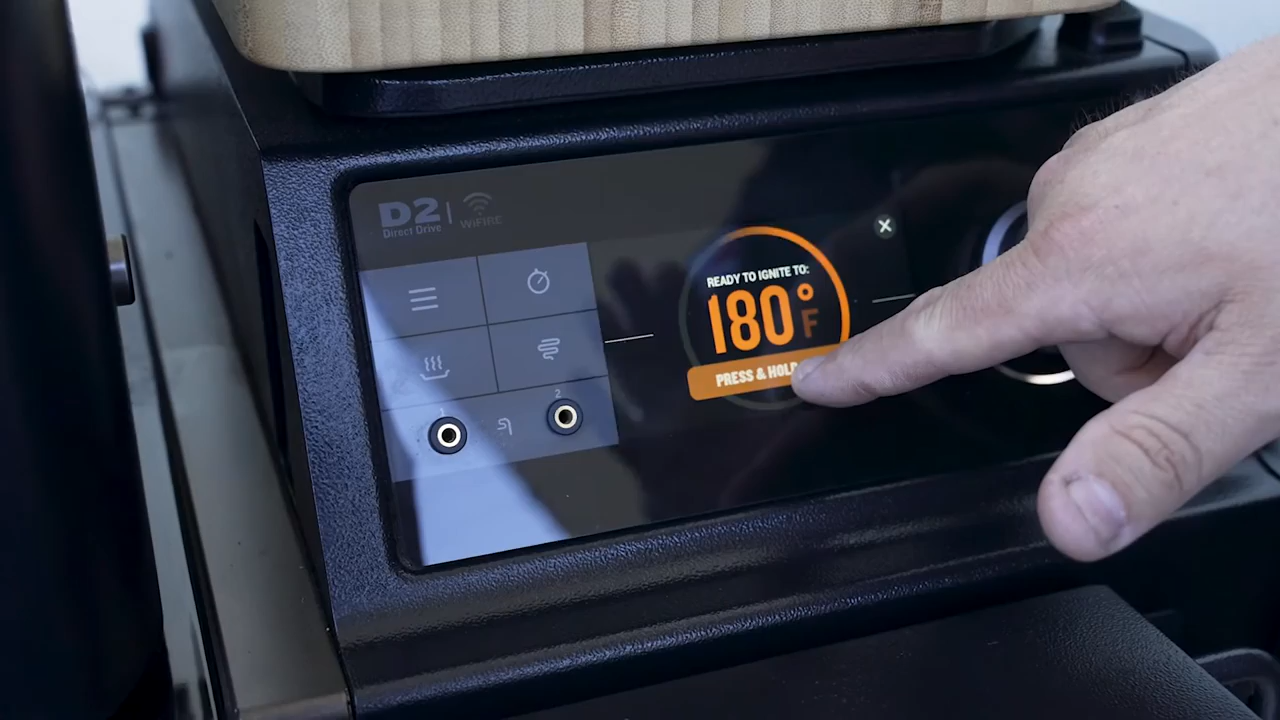 D2
Direct Drive
WiFIRE
READY TO IGNITE TO:
180°F
PRESS & HOLD
1
2